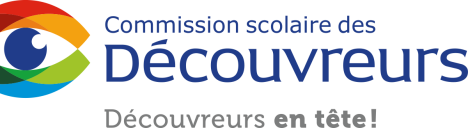 Commission scolaire des
Découvreurs
Découvreurs en tête!